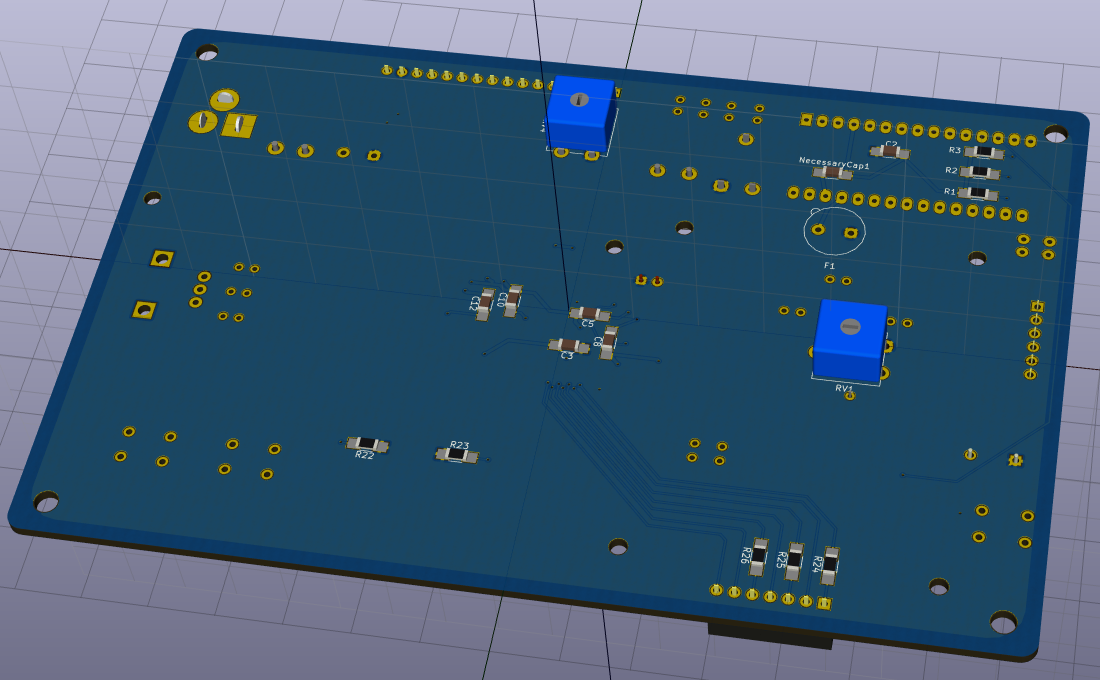 C2
R3
NecessaryCap1
R2
R1
F1
C12
C10
C5
C8
C3
RV1
R22
R23
R26
R25
R24